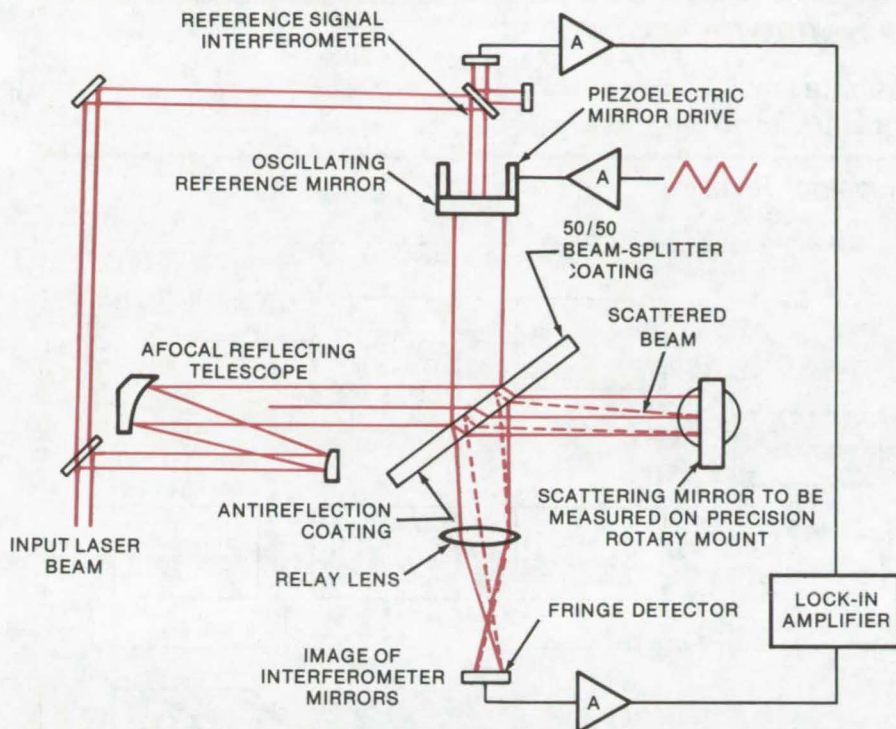 REFERENCE SIGNAL
INTERFEROMETER
A
PIEZOELECTRIC
MIRROR DRIVE
OSCILLATING
REFERENCE MIRROR
A
50/50
BEAM-SPLITTER
COATING
SCATTERED
BEAM
AFOCAL REFLECTING
TELESCOPE
ANTIREFLECTION
COATING
SCATTERING MIRROR TO BE
MEASURED ON PRECISION
ROTARY MOUNT
INPUT LASER
BEAM
RELAY LENS
LOCK-IN
AMPLIFIER
FRINGE DETECTOR
IMAGE OF
INTERFEROMETER
MIRRORS
A